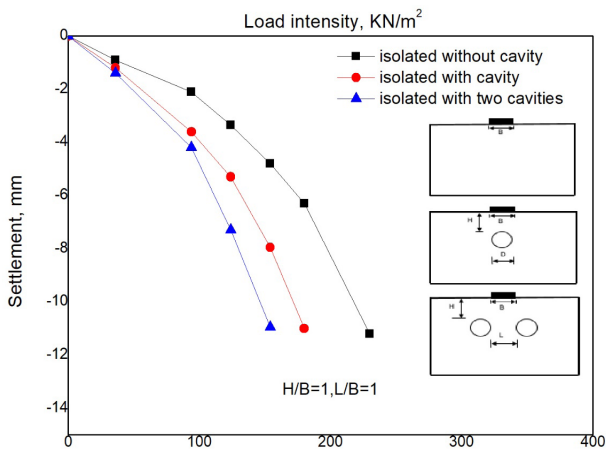 Load intensity, KN/m²
0
-2
-4
-6
-8
-10
-12
-14
Settlement, mm
isolated without cavity
isolated with cavity
isolated with two cavities
B
H
B
D
H
B
L
H/B=1,L/B=1
0
100
200
300
400